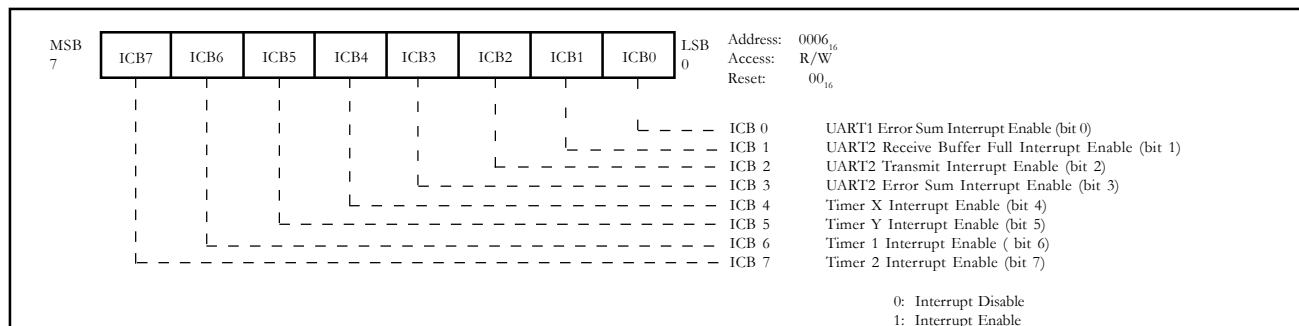 MSB
7
ICB7 ICB6 ICB5 ICB4 ICB3 ICB2 ICB1 ICB0
LSB
0
Address: 0006₁₆
Access: R/W
Reset: 00₁₆
ICB 0 UART1 Error Sum Interrupt Enable (bit 0)
ICB 1 UART2 Receive Buffer Full Interrupt Enable (bit 1)
ICB 2 UART2 Transmit Interrupt Enable (bit 2)
ICB 3 UART2 Error Sum Interrupt Enable (bit 3)
ICB 4 Timer X Interrupt Enable (bit 4)
ICB 5 Timer Y Interrupt Enable (bit 5)
ICB 6 Timer 1 Interrupt Enable ( bit 6)
ICB 7 Timer 2 Interrupt Enable (bit 7)
0: Interrupt Disable
1: Interrupt Enable